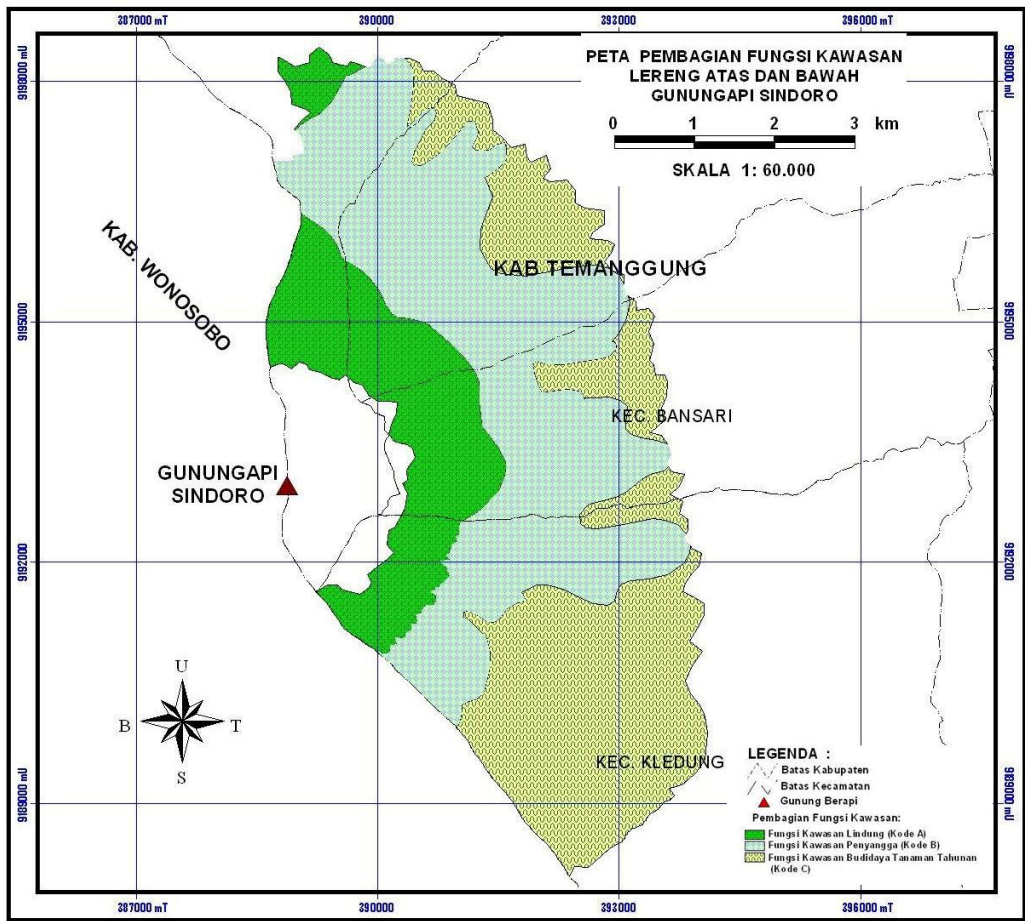 387000 mT
390000
393000
396000 mT
PETA PEMBAGIAN FUNGSI KAWASAN
LERENG ATAS DAN BAWAH
GUNUNGAPI SINDORO
0 1 2 3 km
SKALA 1: 60.000
9198000 mU
9198000 mU
KAB. WONOSOBO
KAB TEMANGGUNG
9195000
9195000
KEC. BANSARI
GUNUNGAPI
SINDORO
9192000
9192000
U
B T
S
KEC. KLEDUNG
LEGENDA :
Batas Kabupaten
Batas Kecamatan
Gunung Berapi
Pembagian Fungsi Kawasan:
Fungsi Kawasan Lindung (Kode A)
Fungsi Kawasan Penyangga (Kode B)
Fungsi Kawasan Budidaya Tanaman Tahunan
(Kode C)
9189000 mU
9189000 mU
387000 mT
390000
393000
396000 mT